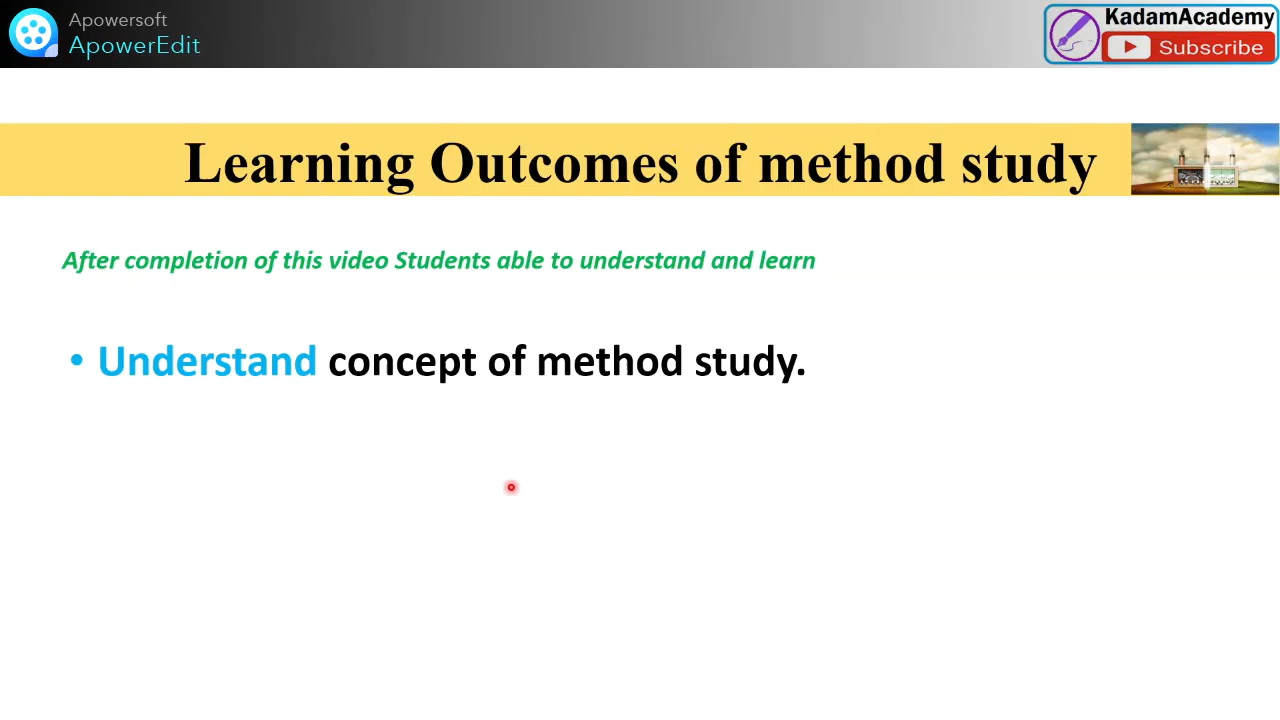 Apowersoft
ApowerEdit
KadamAcademy
Subscribe
Learning Outcomes of method study
After completion of this video Students able to understand and learn
• Understand concept of method study.